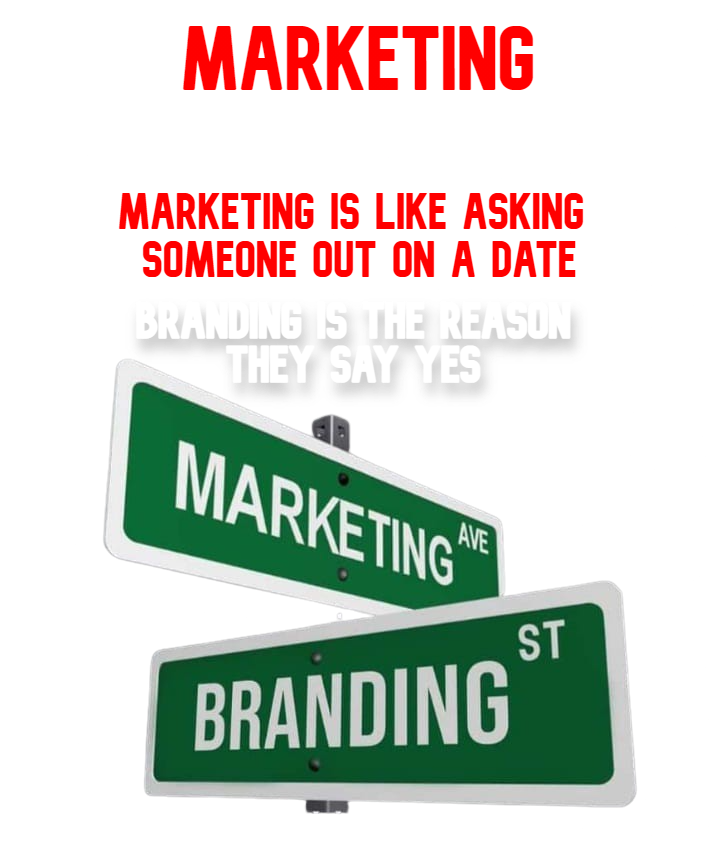 MARKETING
MARKETING IS LIKE ASKING
SOMEONE OUT ON A DATE
BRANDING IS THE REASON
THEY SAY YES
MARKETING AVE
BRANDING ST